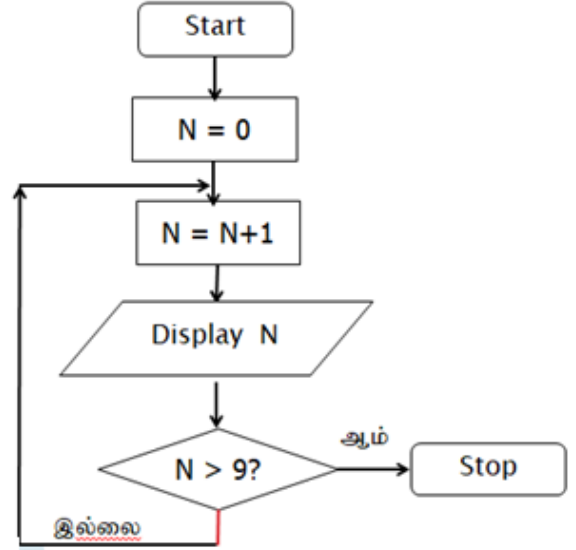 Start
N = 0
N = N+1
Display N
N > 9?
ஆம்
Stop
இல்லை